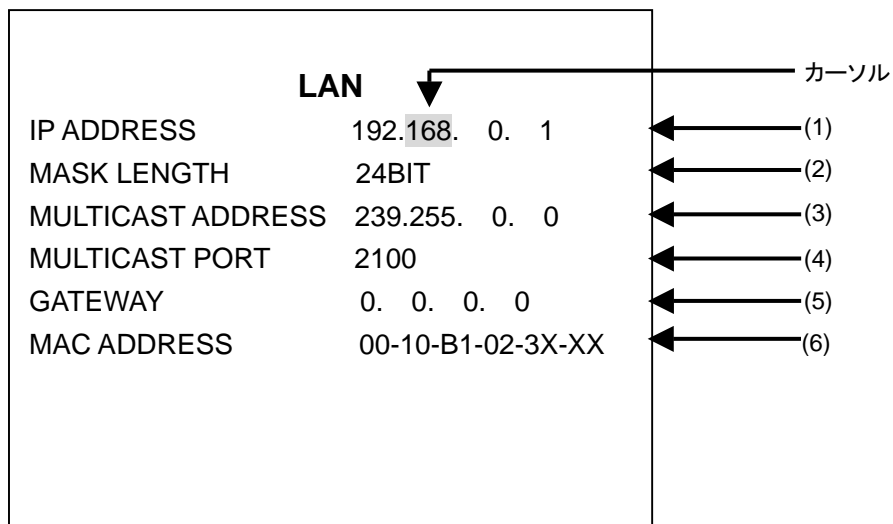 カーソル
LAN
IP ADDRESS 192.168. 0. 1 (1)
MASK LENGTH 24BIT (2)
MULTICAST ADDRESS 239.255. 0. 0 (3)
MULTICAST PORT 2100 (4)
GATEWAY 0. 0. 0. 0 (5)
MAC ADDRESS 00-10-B1-02-3X-XX (6)